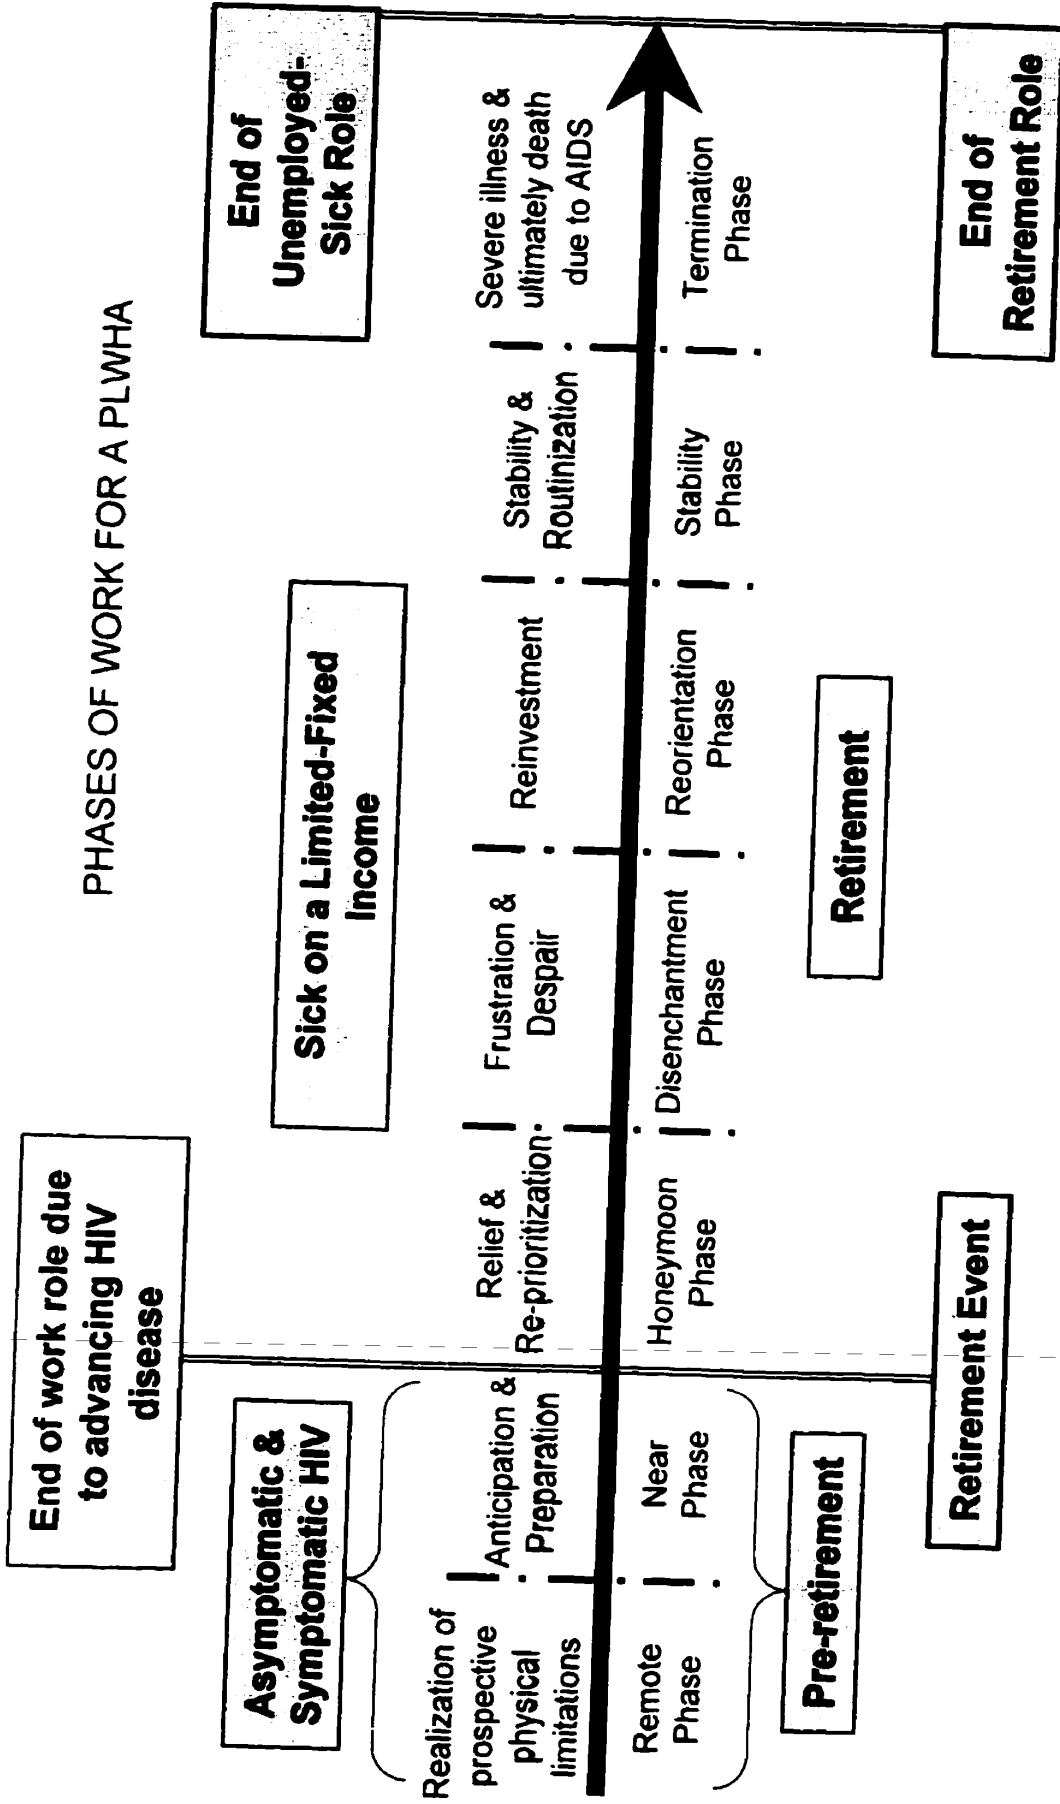 PHASES OF WORK FOR A PLWHA
End of work role due
to advancing HIV
disease
End of
Unemployed-
Sick Role
Asymptomatic &
Symptomatic HIV
Sick on a Limited-Fixed
Income
Realization of
prospective
physical
limitations
Anticipation &
Preparation
Relief &
Re-prioritization
Frustration &
Despair
Reinvestment
Stability &
Routinization
Severe illness &
ultimately death
due to AIDS
Remote
Phase
Near
Phase
Honeymoon
Phase
Disenchantment
Phase
Reorientation
Phase
Stability
Phase
Termination
Phase
Pre-retirement
Retirement
Retirement Event
End of
Retirement Role